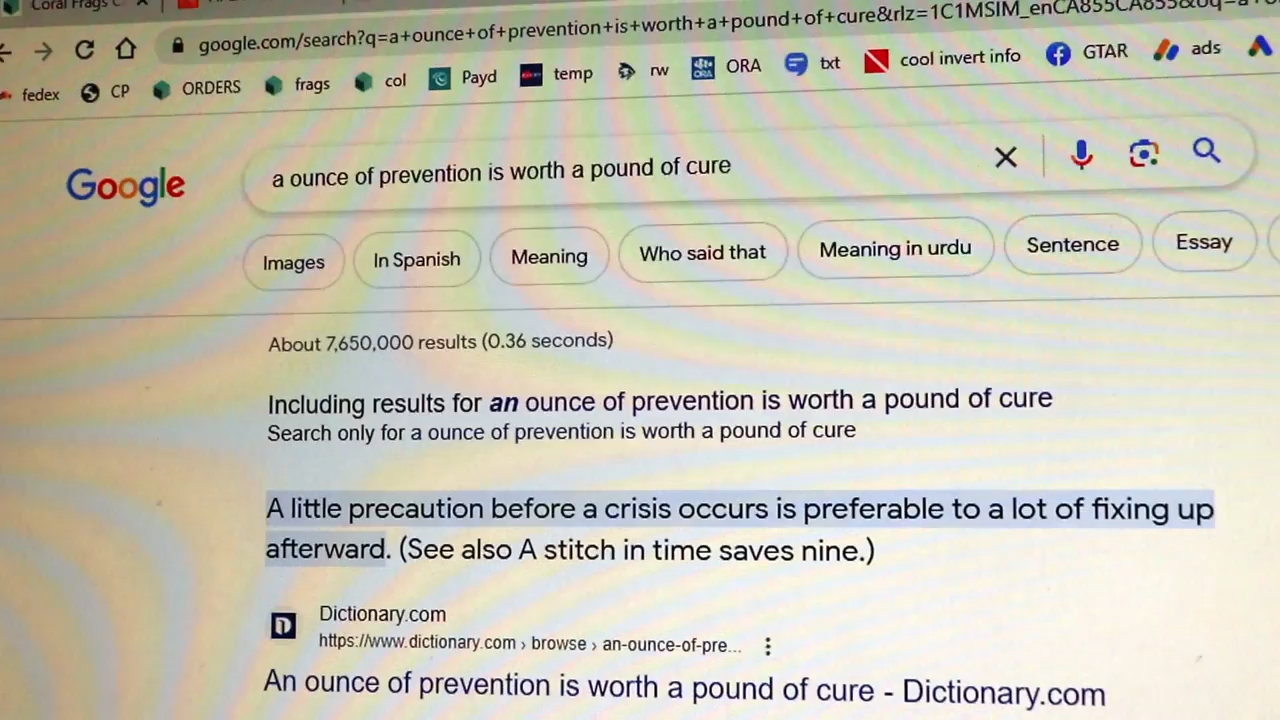 Coral Frags C
google.com/search?q=a+ounce+of+prevention+is+worth+a+pound+of+cure&rlz=1C1MSIM_enCA855CA855&oq=a+
fedex CP ORDERS frags col Payd temp rw ORA txt cool invert info GTAR ads
Google
a ounce of prevention is worth a pound of cure
Images In Spanish Meaning Who said that Meaning in urdu Sentence Essay
About 7,650,000 results (0.36 seconds)
Including results for an ounce of prevention is worth a pound of cure
Search only for a ounce of prevention is worth a pound of cure
A little precaution before a crisis occurs is preferable to a lot of fixing up
afterward. (See also A stitch in time saves nine.)
Dictionary.com
https://www.dictionary.com › browse › an-ounce-of-pre...
An ounce of prevention is worth a pound of cure - Dictionary.com